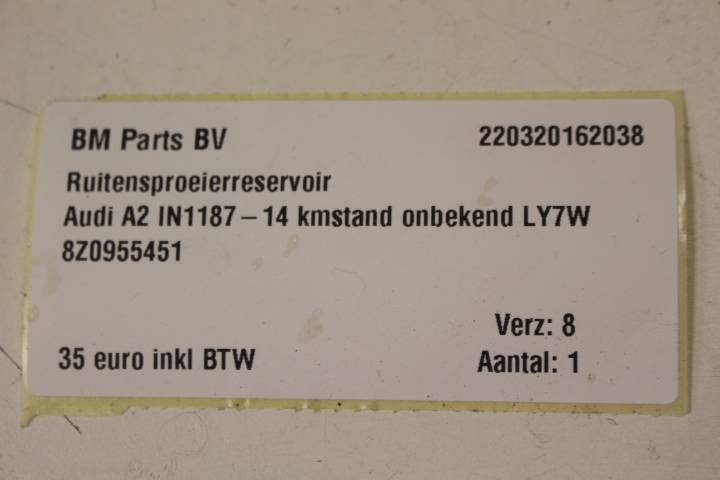 BM Parts BV 220320162038
Ruitensproeierreservoir
Audi A2 IN1187-14 kmstand onbekend LY7W
8Z0955451
Verz: 8
35 euro inkl BTW Aantal: 1